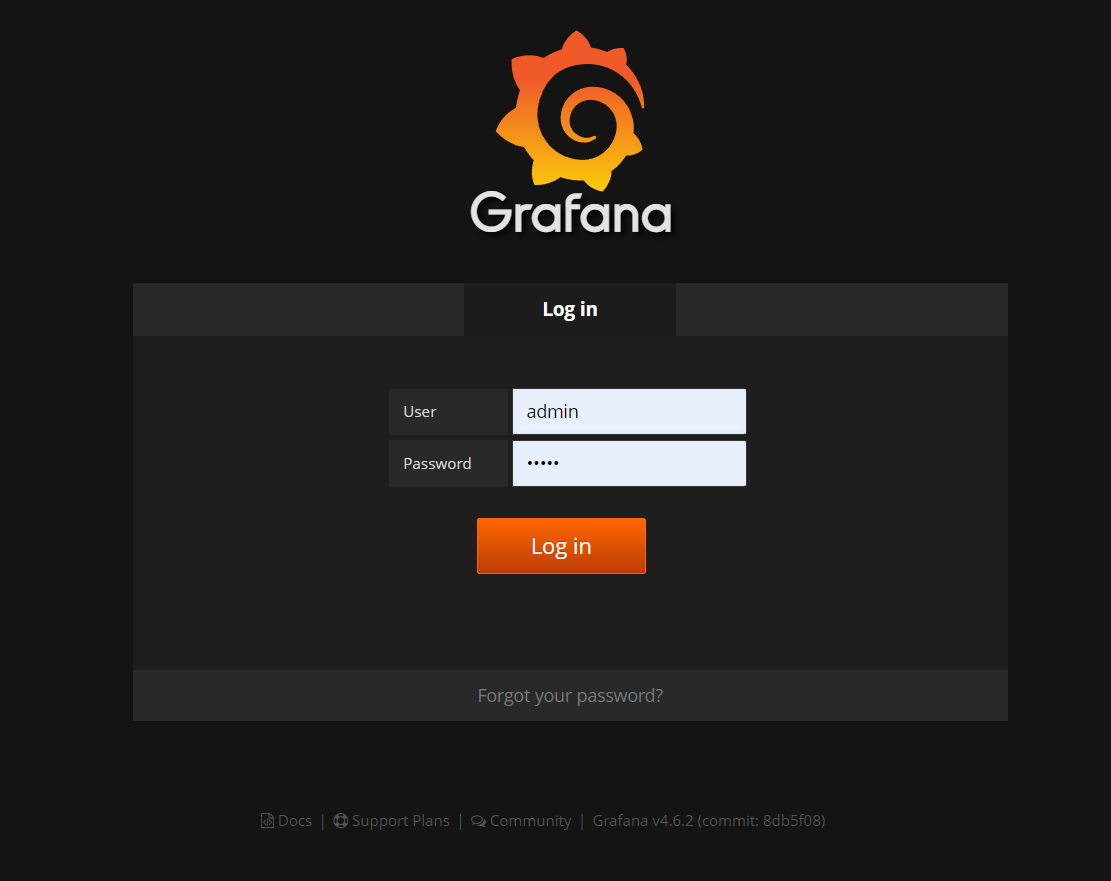 Grafana
Log in
User admin
Password •••••
Log in
Forgot your password?
Docs | Support Plans | Community | Grafana v4.6.2 (commit: 8db5f08)